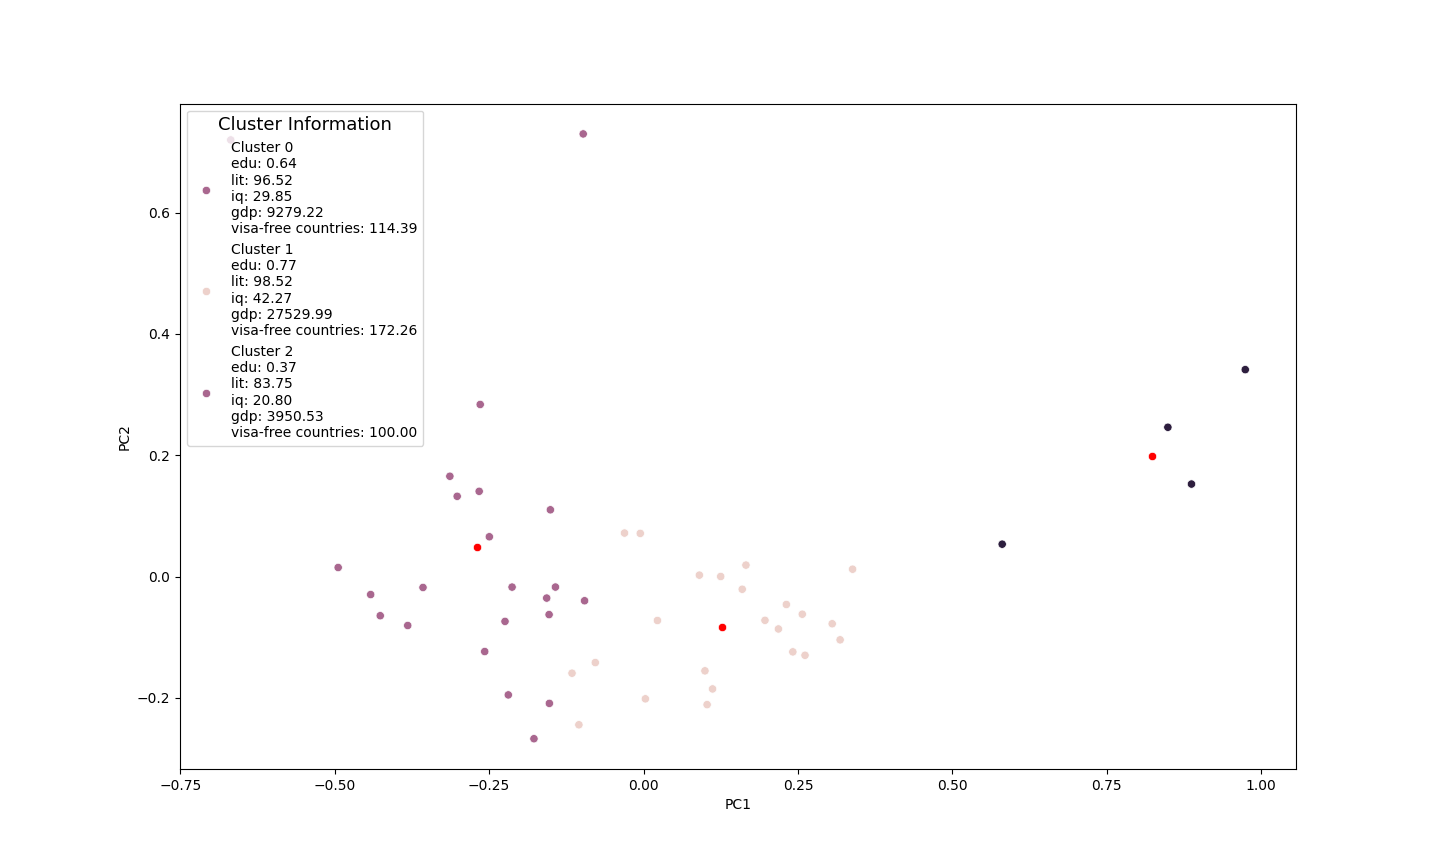 Cluster Information
Cluster 0
edu: 0.64
lit: 96.52
iq: 29.85
gdp: 9279.22
visa-free countries: 114.39
Cluster 1
edu: 0.77
lit: 98.52
iq: 42.27
gdp: 27529.99
visa-free countries: 172.26
Cluster 2
edu: 0.37
lit: 83.75
iq: 20.80
gdp: 3950.53
visa-free countries: 100.00
0.6
0.4
0.2
0.0
−0.2
PC2
−0.75 −0.50 −0.25 0.00 0.25 0.50 0.75 1.00
PC1